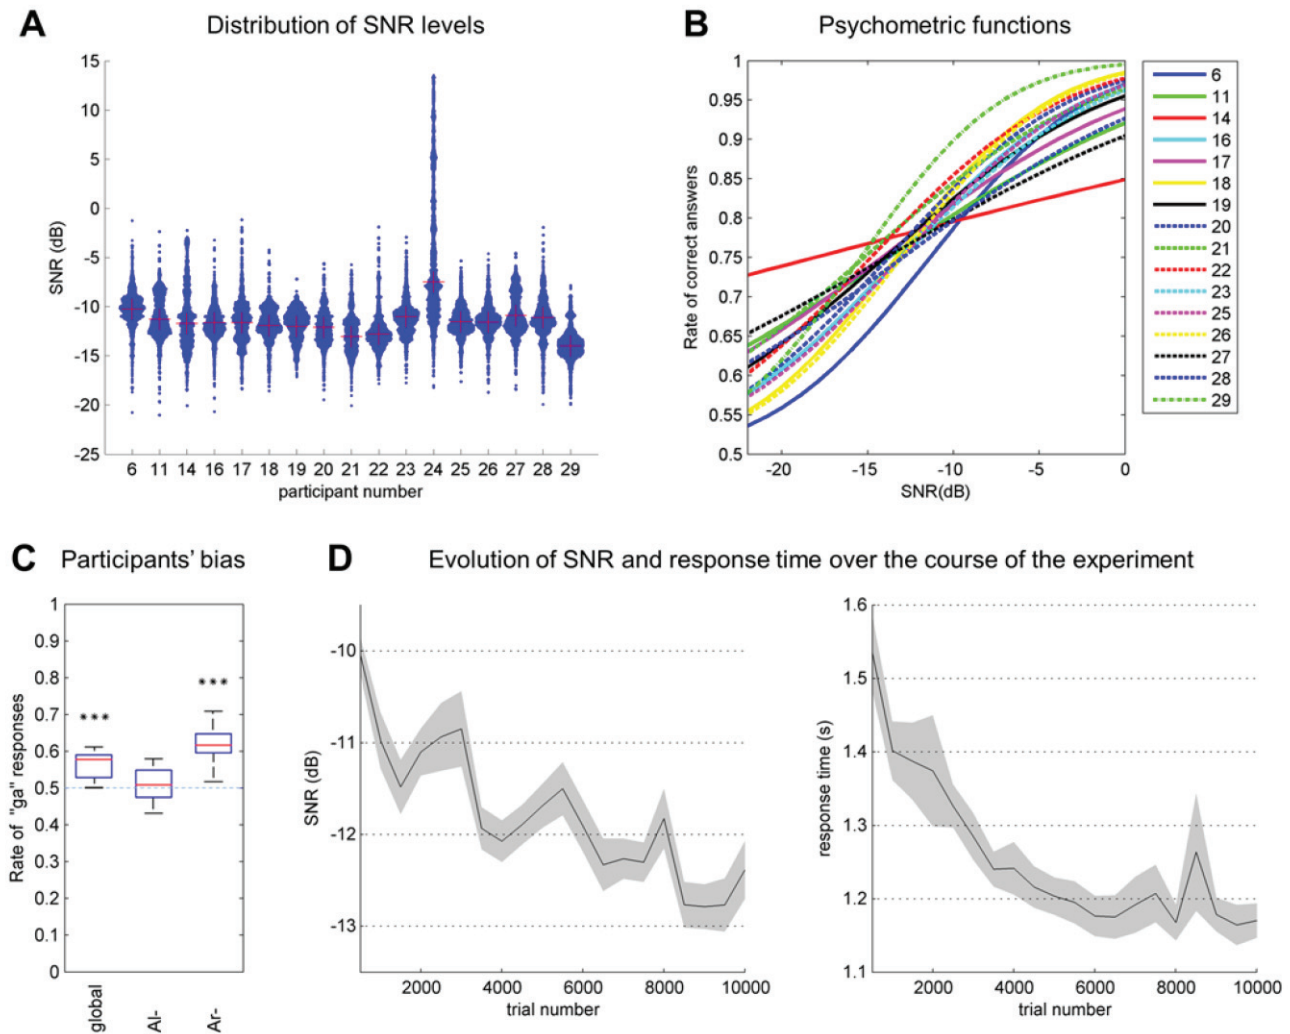 A Distribution of SNR levels
15
10
5
0
-5
-10
-15
-20
-25
SNR (dB)
6 11 14 16 17 18 19 20 21 22 23 24 25 26 27 28 29
participant number
B Psychometric functions
1
0.95
0.9
0.85
0.8
0.75
0.7
0.65
0.6
0.55
0.5
Rate of correct answers
-20 -15 -10 -5 0
SNR(dB)
6
11
14
16
17
18
19
20
21
22
23
25
26
27
28
29
C Participants' bias
1
0.9
0.8
0.7
0.6
0.5
0.4
0.3
0.2
0.1
0
Rate of "ga" responses
***
***
global
Al-
Ar-
D Evolution of SNR and response time over the course of the experiment
-10
-11
-12
-13
SNR (dB)
2000 4000 6000 8000 10000
trial number
1.6
1.5
1.4
1.3
1.2
1.1
response time (s)
2000 4000 6000 8000 10000
trial number